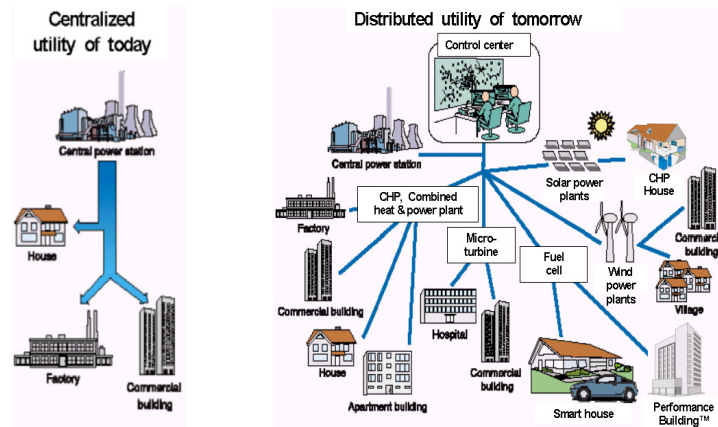 Centralized
utility of today
Central power station
House
Factory
Commercial
building
Distributed utility of tomorrow
Control center
Central power station
Solar power
plants
CHP
House
CHP, Combined
heat & power plant
Factory
Micro-
turbine
Fuel
cell
Wind
power
plants
Commercial
building
Village
Commercial building
House
Apartment building
Hospital
Commercial
building
Smart house
Performance
Building™